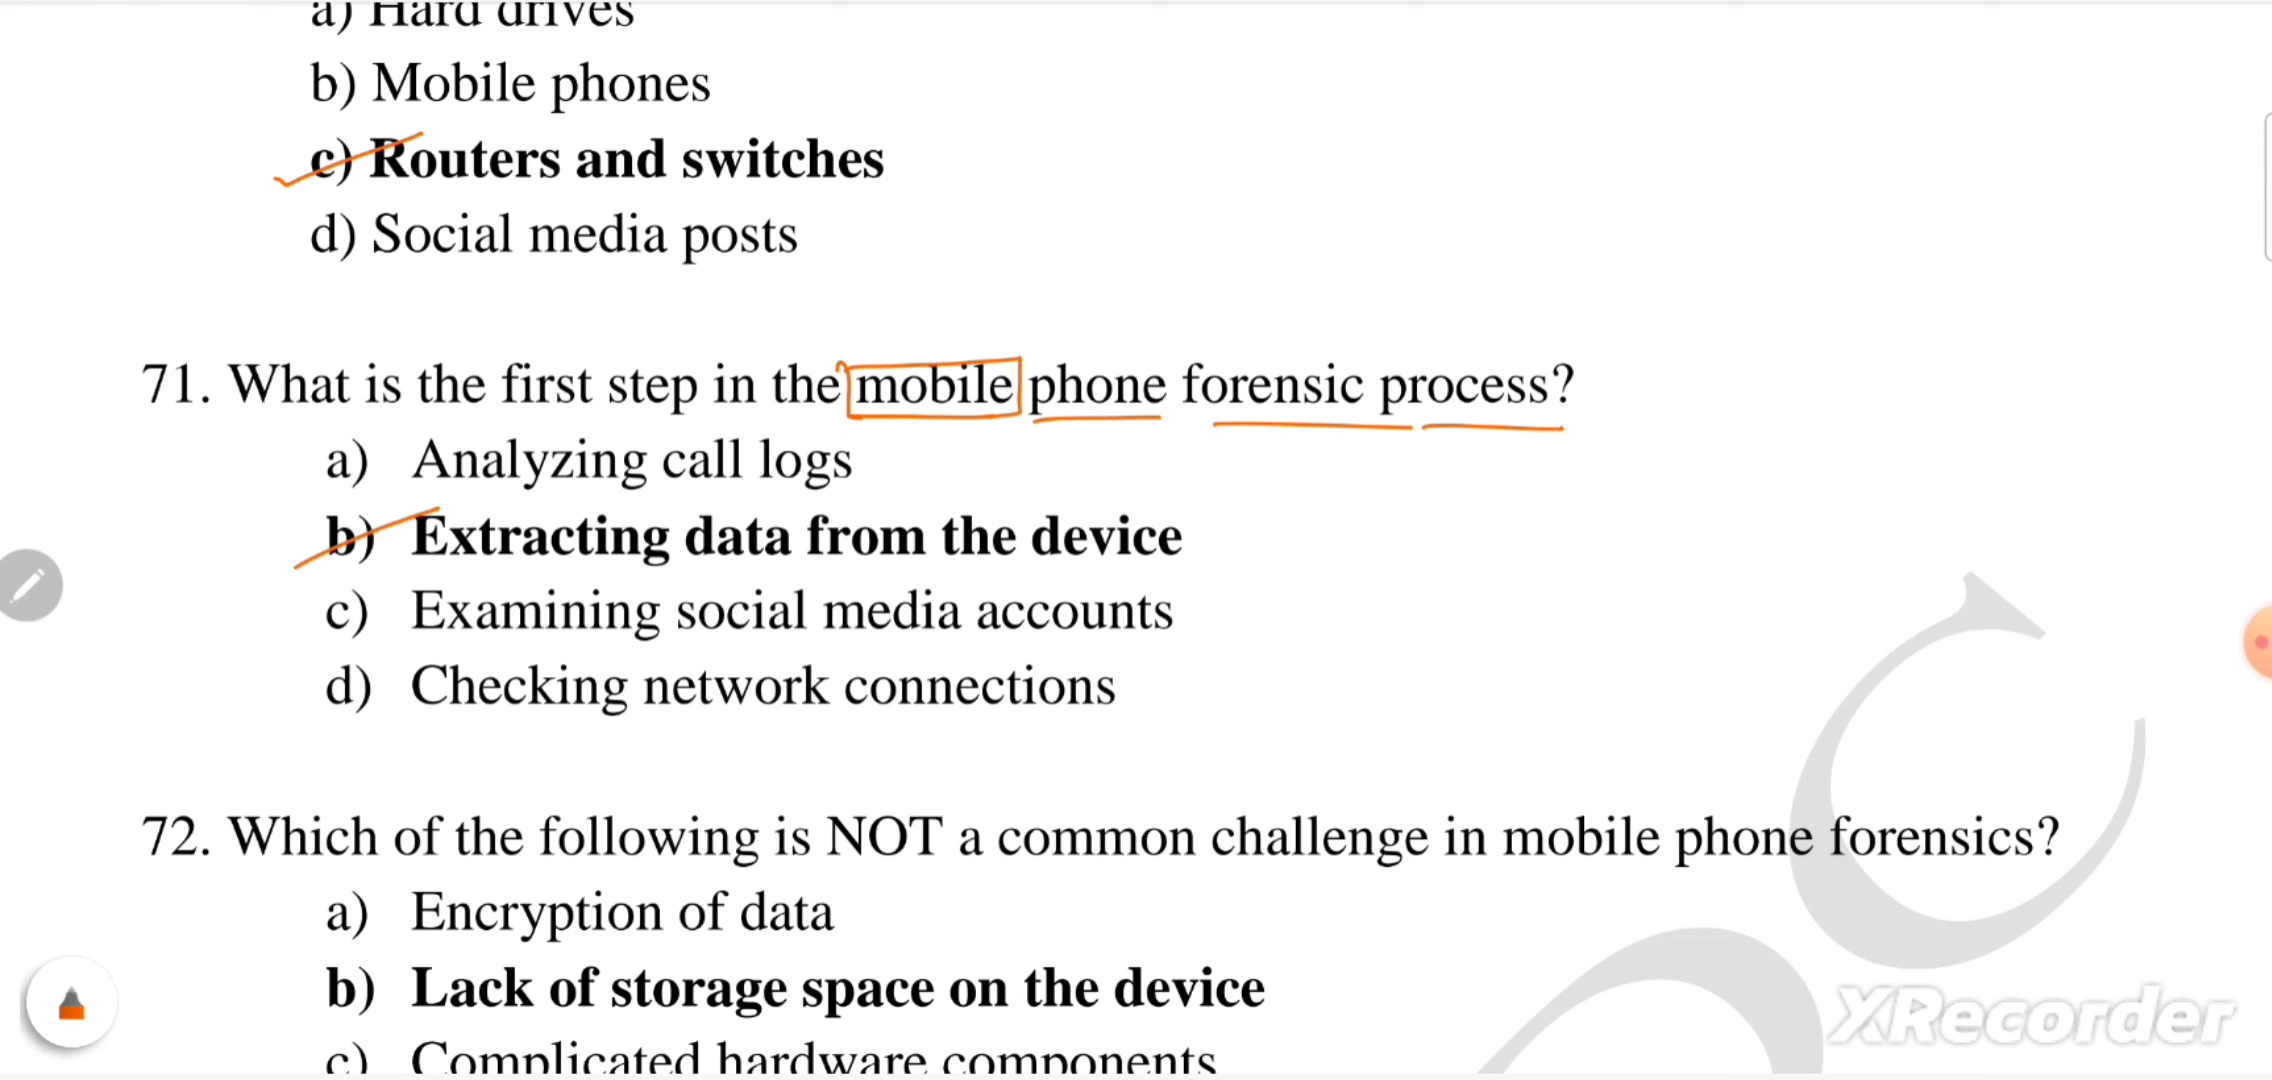 a) Hard drives
b) Mobile phones
c) Routers and switches
d) Social media posts
71. What is the first step in the mobile phone forensic process?
a) Analyzing call logs
b) Extracting data from the device
c) Examining social media accounts
d) Checking network connections
72. Which of the following is NOT a common challenge in mobile phone forensics?
a) Encryption of data
b) Lack of storage space on the device
c) Complicated hardware components
XRecorder